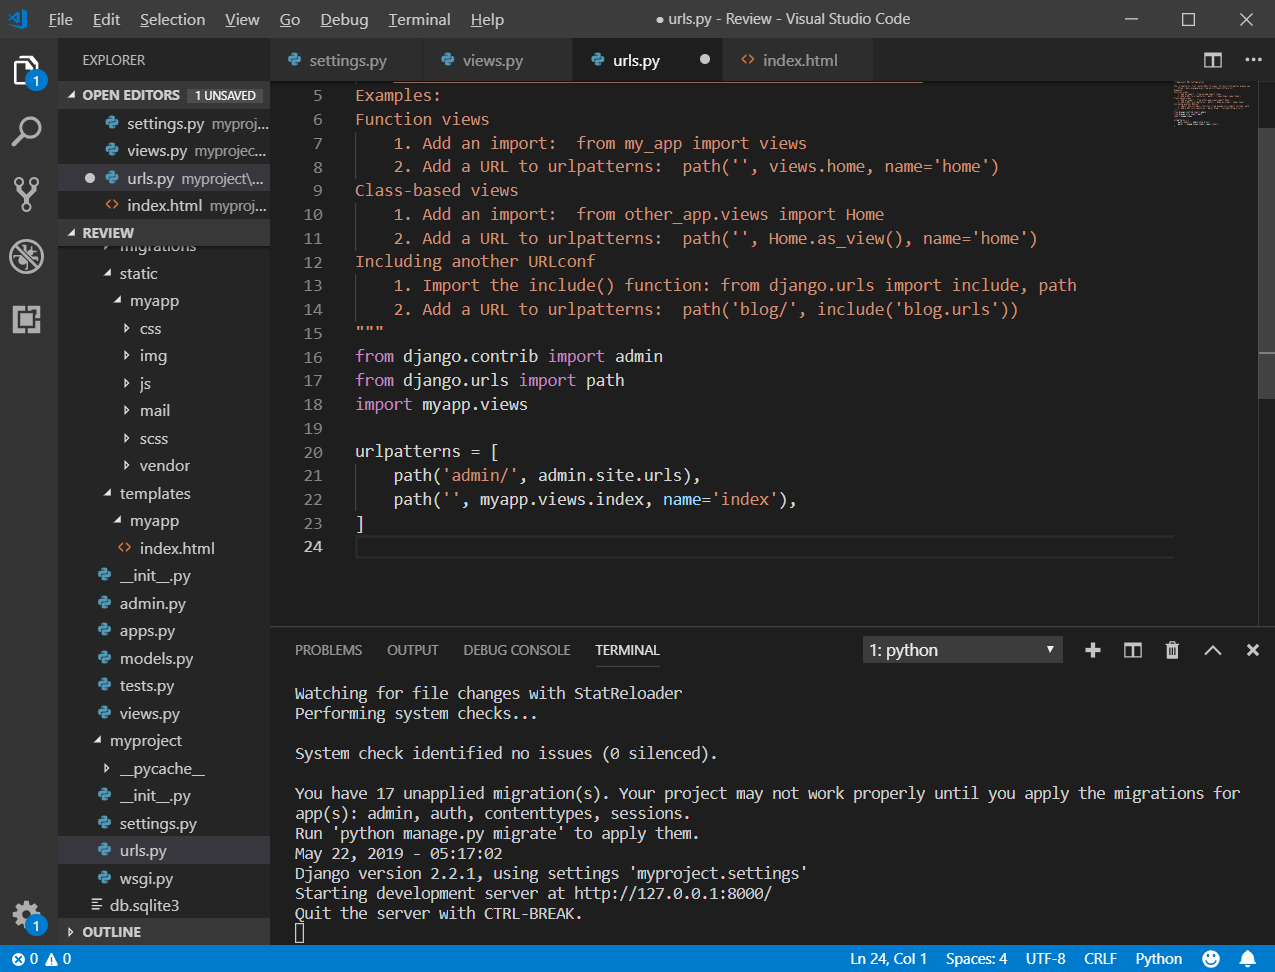 File Edit Selection View Go Debug Terminal Help ● urls.py - Review - Visual Studio Code
EXPLORER
1
OPEN EDITORS 1 UNSAVED
settings.py myproj...
views.py myprojec...
urls.py myproject\...
index.html myproj...
REVIEW
migrations
static
myapp
css
img
js
mail
scss
vendor
templates
myapp
index.html
__init__.py
admin.py
apps.py
models.py
tests.py
views.py
myproject
__pycache__
__init__.py
settings.py
urls.py
wsgi.py
db.sqlite3
OUTLINE
1
settings.py views.py urls.py index.html
5 Examples:
6 Function views
7 1. Add an import:  from my_app import views
8 2. Add a URL to urlpatterns:  path('', views.home, name='home')
9 Class-based views
10 1. Add an import:  from other_app.views import Home
11 2. Add a URL to urlpatterns:  path('', Home.as_view(), name='home')
12 Including another URLconf
13 1. Import the include() function: from django.urls import include, path
14 2. Add a URL to urlpatterns:  path('blog/', include('blog.urls'))
15 """
16 from django.contrib import admin
17 from django.urls import path
18 import myapp.views
19
20 urlpatterns = [
21 path('admin/', admin.site.urls),
22 path('', myapp.views.index, name='index'),
23 ]
24
PROBLEMS OUTPUT DEBUG CONSOLE TERMINAL 1: python
Watching for file changes with StatReloader
Performing system checks...
System check identified no issues (0 silenced).
You have 17 unapplied migration(s). Your project may not work properly until you apply the migrations for
app(s): admin, auth, contenttypes, sessions.
Run 'python manage.py migrate' to apply them.
May 22, 2019 - 05:17:02
Django version 2.2.1, using settings 'myproject.settings'
Starting development server at http://127.0.0.1:8000/
Quit the server with CTRL-BREAK.
0 0 Ln 24, Col 1 Spaces: 4 UTF-8 CRLF Python